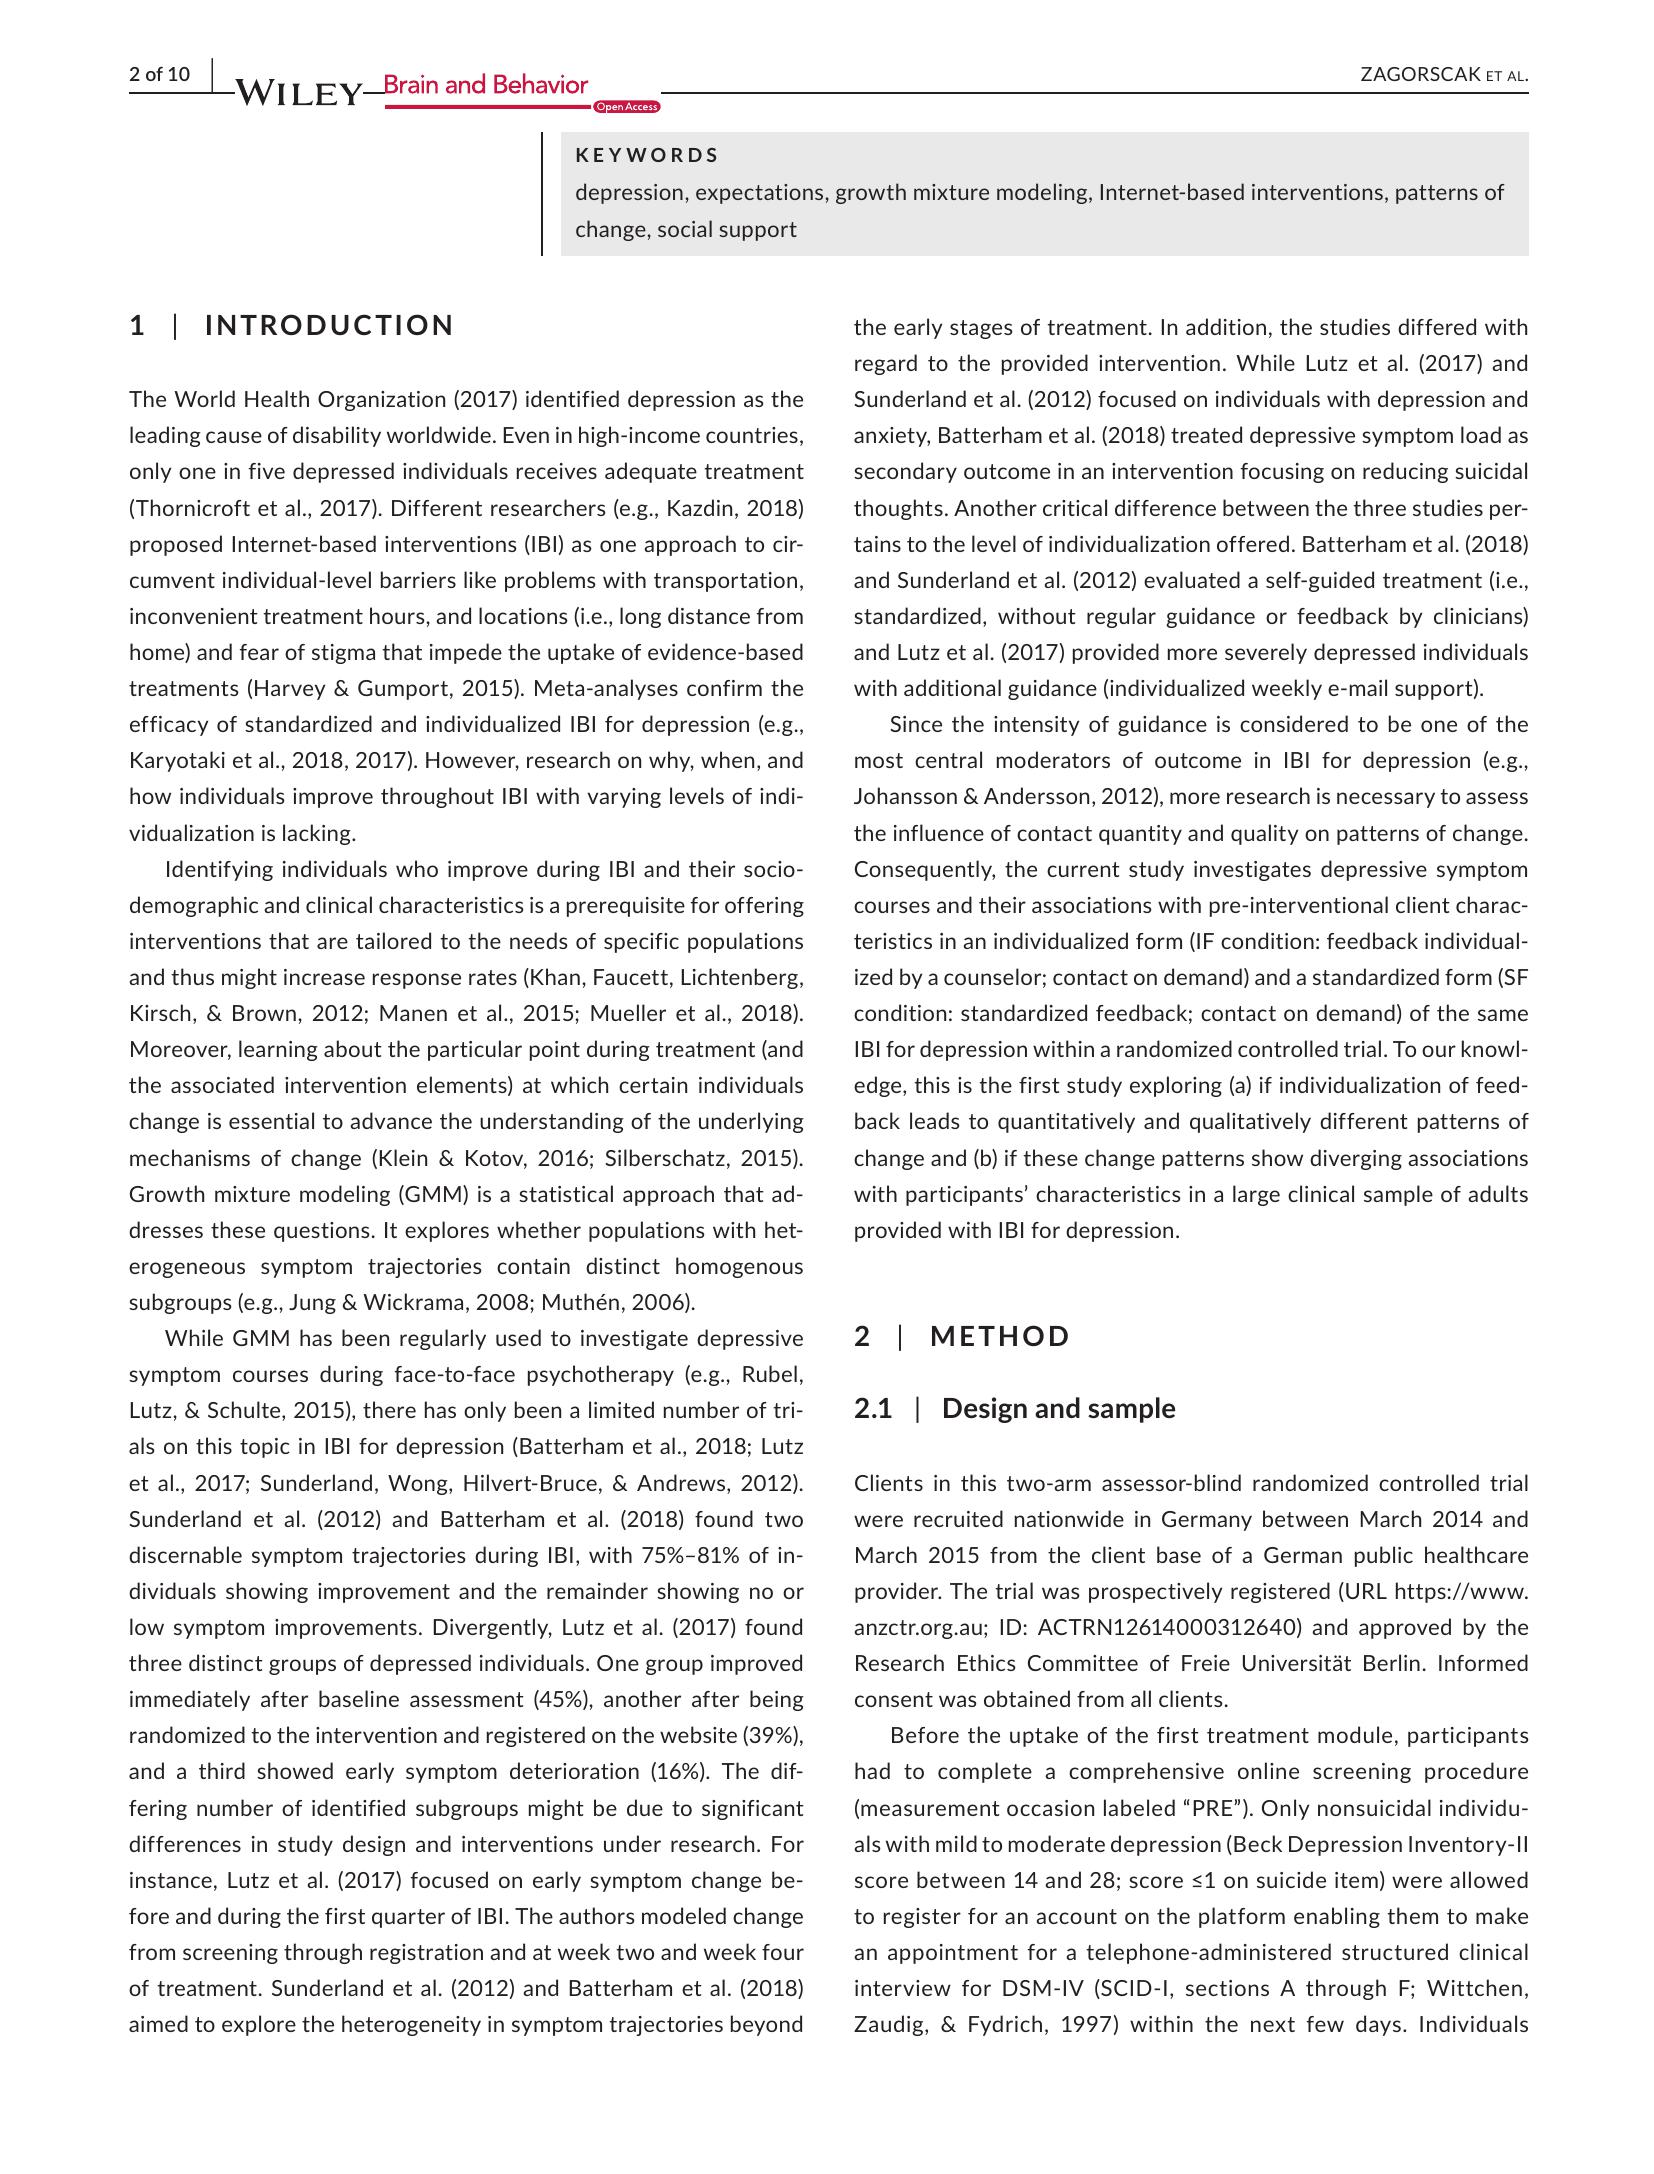 2 of 10
WILEY
Brain and Behavior
Open Access
ZAGORSCAK ET AL.
KEYWORDS
depression, expectations, growth mixture modeling, Internet-based interventions, patterns of
change, social support
1 | INTRODUCTION
The World Health Organization (2017) identified depression as the
leading cause of disability worldwide. Even in high-income countries,
only one in five depressed individuals receives adequate treatment
(Thornicroft et al., 2017). Different researchers (e.g., Kazdin, 2018)
proposed Internet-based interventions (IBI) as one approach to cir-
cumvent individual-level barriers like problems with transportation,
inconvenient treatment hours, and locations (i.e., long distance from
home) and fear of stigma that impede the uptake of evidence-based
treatments (Harvey & Gumport, 2015). Meta-analyses confirm the
efficacy of standardized and individualized IBI for depression (e.g.,
Karyotaki et al., 2018, 2017). However, research on why, when, and
how individuals improve throughout IBI with varying levels of indi-
vidualization is lacking.
Identifying individuals who improve during IBI and their socio-
demographic and clinical characteristics is a prerequisite for offering
interventions that are tailored to the needs of specific populations
and thus might increase response rates (Khan, Faucett, Lichtenberg,
Kirsch, & Brown, 2012; Manen et al., 2015; Mueller et al., 2018).
Moreover, learning about the particular point during treatment (and
the associated intervention elements) at which certain individuals
change is essential to advance the understanding of the underlying
mechanisms of change (Klein & Kotov, 2016; Silberschatz, 2015).
Growth mixture modeling (GMM) is a statistical approach that ad-
dresses these questions. It explores whether populations with het-
erogeneous symptom trajectories contain distinct homogenous
subgroups (e.g., Jung & Wickrama, 2008; Muthén, 2006).
While GMM has been regularly used to investigate depressive
symptom courses during face-to-face psychotherapy (e.g., Rubel,
Lutz, & Schulte, 2015), there has only been a limited number of tri-
als on this topic in IBI for depression (Batterham et al., 2018; Lutz
et al., 2017; Sunderland, Wong, Hilvert-Bruce, & Andrews, 2012).
Sunderland et al. (2012) and Batterham et al. (2018) found two
discernable symptom trajectories during IBI, with 75%–81% of in-
dividuals showing improvement and the remainder showing no or
low symptom improvements. Divergently, Lutz et al. (2017) found
three distinct groups of depressed individuals. One group improved
immediately after baseline assessment (45%), another after being
randomized to the intervention and registered on the website (39%),
and a third showed early symptom deterioration (16%). The dif-
fering number of identified subgroups might be due to significant
differences in study design and interventions under research. For
instance, Lutz et al. (2017) focused on early symptom change be-
fore and during the first quarter of IBI. The authors modeled change
from screening through registration and at week two and week four
of treatment. Sunderland et al. (2012) and Batterham et al. (2018)
aimed to explore the heterogeneity in symptom trajectories beyond
the early stages of treatment. In addition, the studies differed with
regard to the provided intervention. While Lutz et al. (2017) and
Sunderland et al. (2012) focused on individuals with depression and
anxiety, Batterham et al. (2018) treated depressive symptom load as
secondary outcome in an intervention focusing on reducing suicidal
thoughts. Another critical difference between the three studies per-
tains to the level of individualization offered. Batterham et al. (2018)
and Sunderland et al. (2012) evaluated a self-guided treatment (i.e.,
standardized, without regular guidance or feedback by clinicians)
and Lutz et al. (2017) provided more severely depressed individuals
with additional guidance (individualized weekly e-mail support).
Since the intensity of guidance is considered to be one of the
most central moderators of outcome in IBI for depression (e.g.,
Johansson & Andersson, 2012), more research is necessary to assess
the influence of contact quantity and quality on patterns of change.
Consequently, the current study investigates depressive symptom
courses and their associations with pre-interventional client charac-
teristics in an individualized form (IF condition: feedback individual-
ized by a counselor; contact on demand) and a standardized form (SF
condition: standardized feedback; contact on demand) of the same
IBI for depression within a randomized controlled trial. To our knowl-
edge, this is the first study exploring (a) if individualization of feed-
back leads to quantitatively and qualitatively different patterns of
change and (b) if these change patterns show diverging associations
with participants’ characteristics in a large clinical sample of adults
provided with IBI for depression.
2 | METHOD
2.1 | Design and sample
Clients in this two-arm assessor-blind randomized controlled trial
were recruited nationwide in Germany between March 2014 and
March 2015 from the client base of a German public healthcare
provider. The trial was prospectively registered (URL https://www.
anzctr.org.au; ID: ACTRN12614000312640) and approved by the
Research Ethics Committee of Freie Universität Berlin. Informed
consent was obtained from all clients.
Before the uptake of the first treatment module, participants
had to complete a comprehensive online screening procedure
(measurement occasion labeled “PRE”). Only nonsuicidal individu-
als with mild to moderate depression (Beck Depression Inventory-II
score between 14 and 28; score ≤1 on suicide item) were allowed
to register for an account on the platform enabling them to make
an appointment for a telephone-administered structured clinical
interview for DSM-IV (SCID-I, sections A through F; Wittchen,
Zaudig, & Fydrich, 1997) within the next few days. Individuals